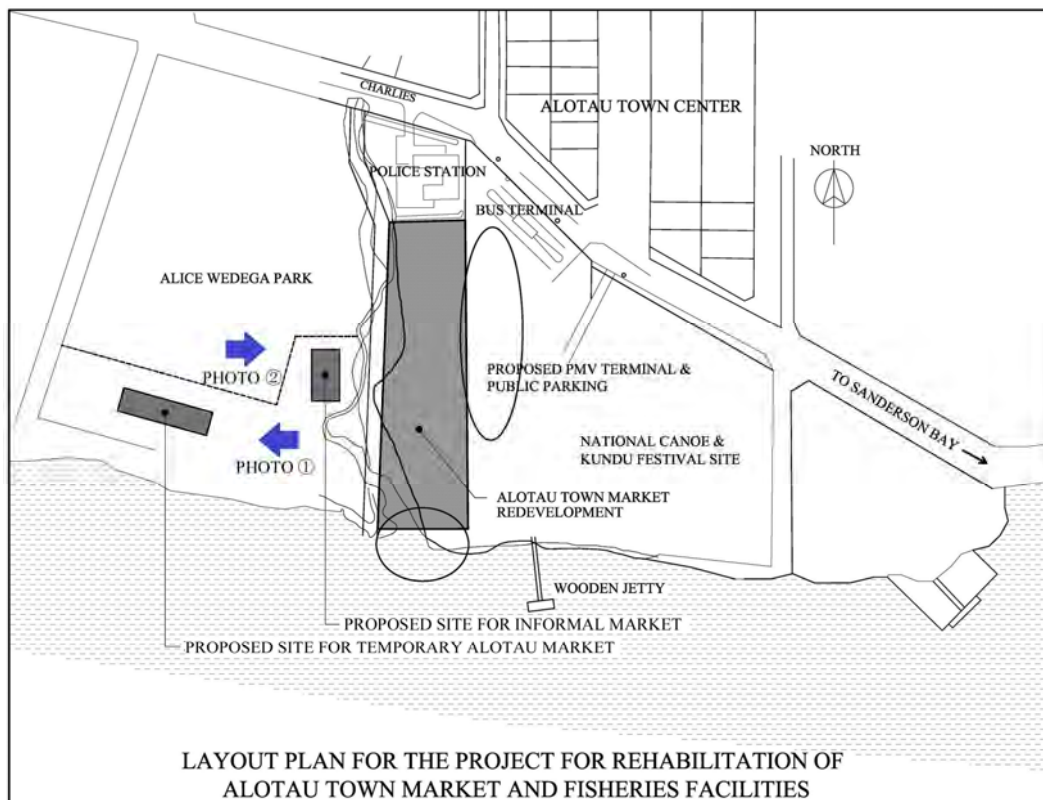 CHARLIES
ALOTAU TOWN CENTER
NORTH
POLICE STATION
BUS TERMINAL
ALICE WEDEGA PARK
PHOTO ②
PROPOSED PMV TERMINAL &
PUBLIC PARKING
TO SANDERSON BAY
NATIONAL CANOE &
KUNDU FESTIVAL SITE
PHOTO ①
ALOTAU TOWN MARKET
REDEVELOPMENT
WOODEN JETTY
PROPOSED SITE FOR INFORMAL MARKET
PROPOSED SITE FOR TEMPORARY ALOTAU MARKET
LAYOUT PLAN FOR THE PROJECT FOR REHABILITATION OF
ALOTAU TOWN MARKET AND FISHERIES FACILITIES